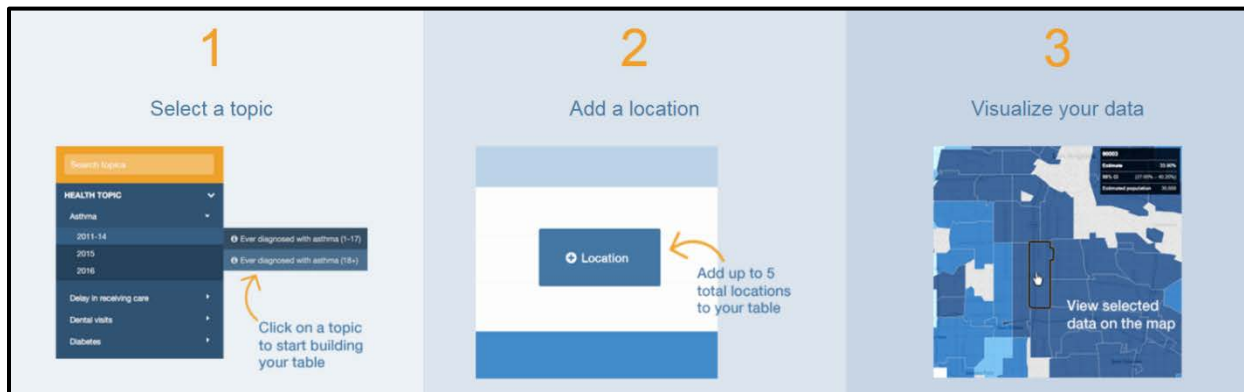 1
Select a topic
Search topics
HEALTH TOPIC
Asthma
2011-14
2015
2016
Delay in receiving care
Dental visits
Diabetes
Ever diagnosed with asthma (1-17)
Ever diagnosed with asthma (18+)
Click on a topic
to start building
your table
2
Add a location
Location
Add up to 5
total locations
to your table
3
Visualize your data
90003
Estimate
95% CI
Estimated population
View selected
data on the map